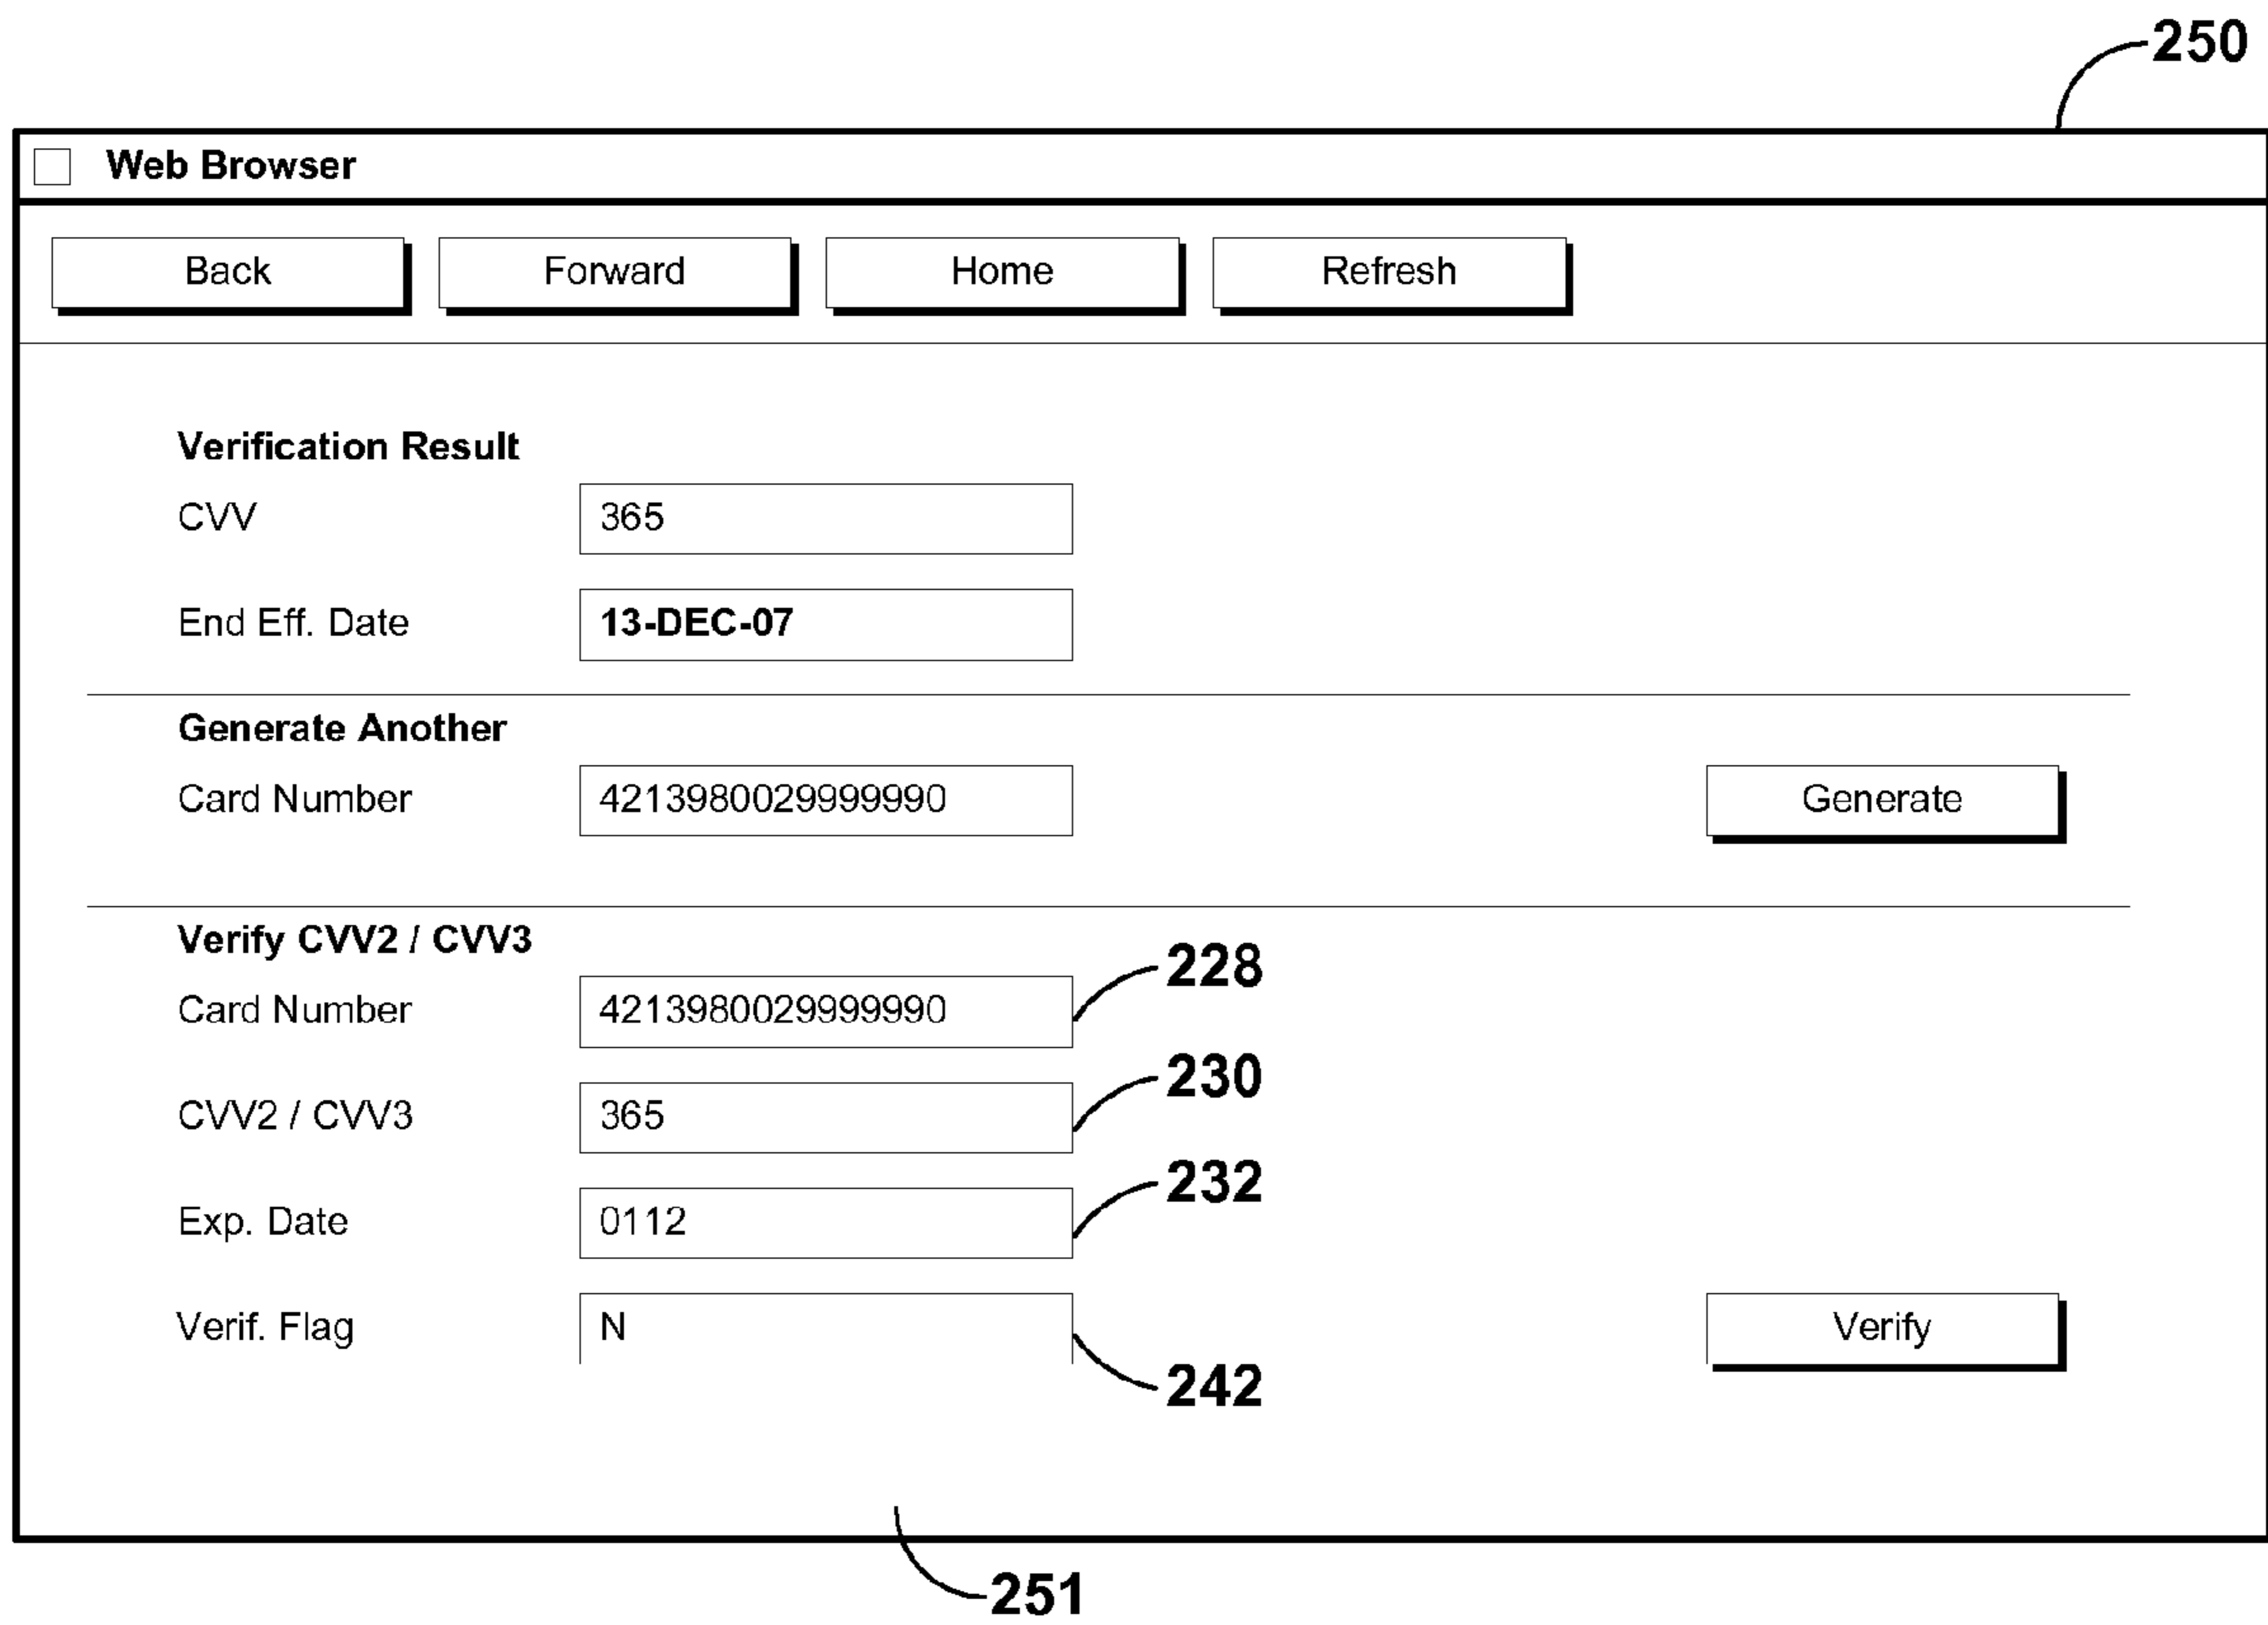 250
Web Browser
Back Forward Home Refresh
Verification Result
CVV 365
End Eff. Date 13-DEC-07
Generate Another
Card Number 4213980029999990 Generate
Verify CVV2 / CVV3
Card Number 4213980029999990 228
CVV2 / CVV3 365 230
Exp. Date 0112 232
Verif. Flag N Verify
242
251